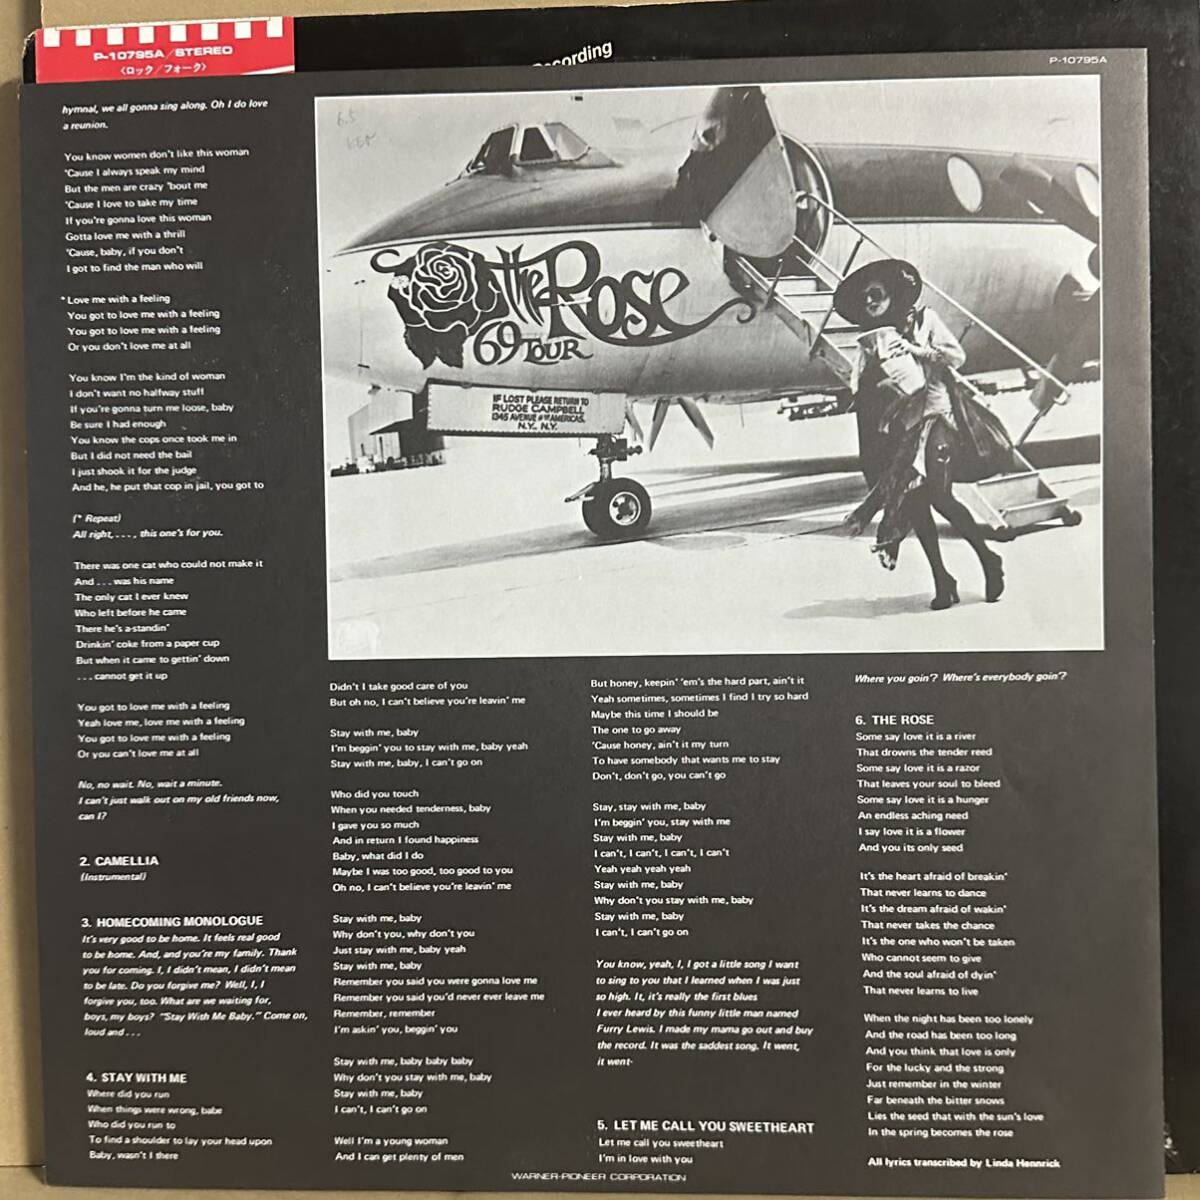 P-10795A/STEREO
〈ロック/フォーク〉
cording
P-10795A
hymnal, we all gonna sing along. Oh I do love
a reunion.
You know women don't like this woman
'Cause I always speak my mind
But the men are crazy 'bout me
'Cause I love to take my time
If you're gonna love this woman
Gotta love me with a thrill
'Cause, baby, if you don't
I got to find the man who will
* Love me with a feeling
You got to love me with a feeling
You got to love me with a feeling
Or you don't love me at all
You know I'm the kind of woman
I don't want no halfway stuff
If you're gonna turn me loose, baby
Be sure I had enough
You know the cops once took me in
But I did not need the bail
I just shook it for the judge
And he, he put that cop in jail, you got to
(* Repeat)
All right, . . . , this one's for you.
There was one cat who could not make it
And . . . was his name
The only cat I ever knew
Who left before he came
There he's a-standin'
Drinkin' coke from a paper cup
But when it came to gettin' down
. . . cannot get it up
You got to love me with a feeling
Yeah love me, love me with a feeling
You got to love me with a feeling
Or you can't love me at all
No, no wait. No, wait a minute.
I can't just walk out on my old friends now,
can I?
2. CAMELLIA
(Instrumental)
3. HOMECOMING MONOLOGUE
It's very good to be home. It feels real good
to be home. And, and you're my family. Thank
you for coming. I, I didn't mean, I didn't mean
to be late. Do you forgive me? Well, I, I
forgive you, too. What are we waiting for,
boys, my boys? "Stay With Me Baby." Come on,
loud and . . .
4. STAY WITH ME
Where did you run
When things were wrong, babe
Who did you run to
To find a shoulder to lay your head upon
Baby, wasn't I there
the Rose
69 TOUR
IF LOST PLEASE RETURN TO
RUDGE CAMPBELL
1345 AVENUE OF THE AMERICAS,
N.Y., N.Y.
Didn't I take good care of you
But oh no, I can't believe you're leavin' me
Stay with me, baby
I'm beggin' you to stay with me, baby yeah
Stay with me, baby, I can't go on
Who did you touch
When you needed tenderness, baby
I gave you so much
And in return I found happiness
Baby, what did I do
Maybe I was too good, too good to you
Oh no, I can't believe you're leavin' me
Stay with me, baby
Why don't you, why don't you
Just stay with me, baby yeah
Stay with me, baby
Remember you said you were gonna love me
Remember you said you'd never ever leave me
Remember, remember
I'm askin' you, beggin' you
Stay with me, baby baby baby
Why don't you stay with me, baby
Stay with me, baby
I can't, I can't go on
Well I'm a young woman
And I can get plenty of men
But honey, keepin' 'em's the hard part, ain't it
Yeah sometimes, sometimes I find I try so hard
Maybe this time I should be
The one to go away
'Cause honey, ain't it my turn
To have somebody that wants me to stay
Don't, don't go, you can't go
Stay, stay with me, baby
I'm beggin' you, stay with me
Stay with me, baby
I can't, I can't, I can't, I can't
Yeah yeah yeah yeah
Stay with me, baby
Why don't you stay with me, baby
Stay with me, baby
I can't, I can't go on
You know, yeah, I, I got a little song I want
to sing to you that I learned when I was just
so high. It, it's really the first blues
I ever heard by this funny little man named
Furry Lewis. I made my mama go out and buy
the record. It was the saddest song. It went,
it went-
5. LET ME CALL YOU SWEETHEART
Let me call you sweetheart
I'm in love with you
Where you goin'? Where's everybody goin'?
6. THE ROSE
Some say love it is a river
That drowns the tender reed
Some say love it is a razor
That leaves your soul to bleed
Some say love it is a hunger
An endless aching need
I say love it is a flower
And you its only seed
It's the heart afraid of breakin'
That never learns to dance
It's the dream afraid of wakin'
That never takes the chance
It's the one who won't be taken
Who cannot seem to give
And the soul afraid of dyin'
That never learns to live
When the night has been too lonely
And the road has been too long
And you think that love is only
For the lucky and the strong
Just remember in the winter
Far beneath the bitter snows
Lies the seed that with the sun's love
In the spring becomes the rose
All lyrics transcribed by Linda Hennrick
WARNER-PIONEER CORPORATION